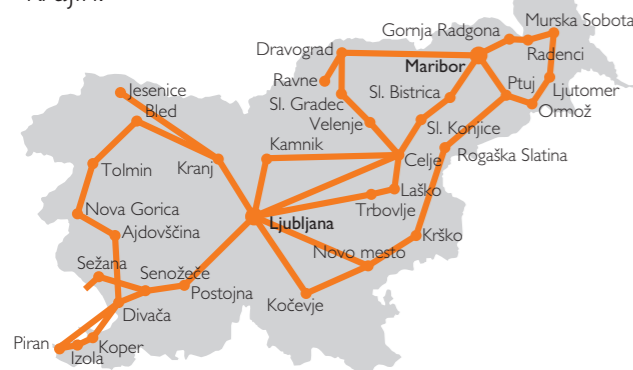 Murska Sobota
Gornja Radgona
Dravograd
Radenci
Maribor
Ravne
Ptuj
Jesenice
Sl. Gradec
Sl. Bistrica
Ljutomer
Bled
Ormož
Velenje
Sl. Konjice
Kamnik
Rogaška Slatina
Celje
Tolmin
Kranj
Laško
Trbovlje
Nova Gorica
Ljubljana
Ajdovščina
Krško
Novo mesto
Sežana
Senožeče
Postojna
Kočevje
Divača
Piran
Koper
Izola